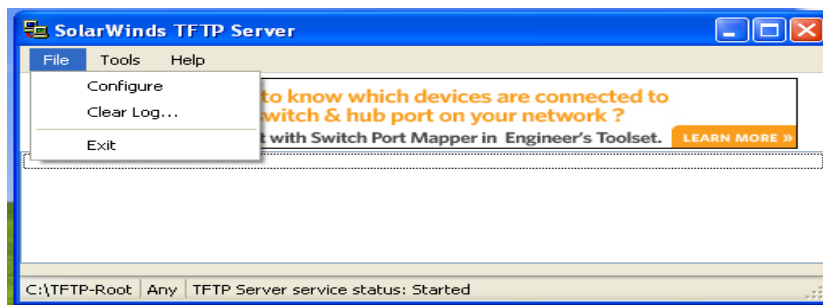 SolarWinds TFTP Server
File Tools Help
Configure
Clear Log...
Exit
to know which devices are connected to
witch & hub port on your network ?
t with Switch Port Mapper in Engineer's Toolset. LEARN MORE »
C:\TFTP-Root Any TFTP Server service status: Started